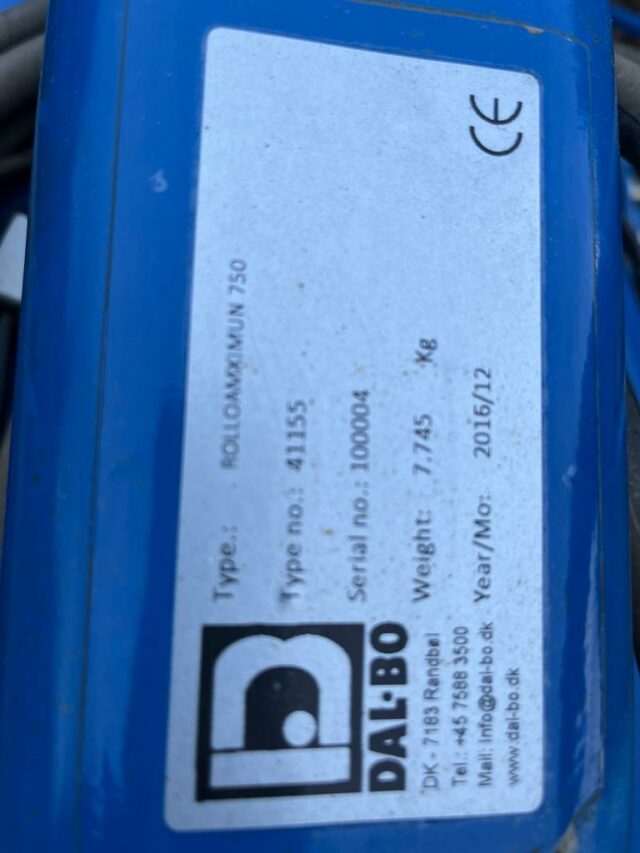 CE
Type.: ROLLOAMXIMUN 750
Type no.: 41155
Serial no.: 100004
Weight: 7.745 Kg
Year/Mo: 2016/12
DAL·BO
DK - 7183 Randbøl
Tel.: +45 7588 3500
Mail: info@dal-bo.dk
www.dal-bo.dk